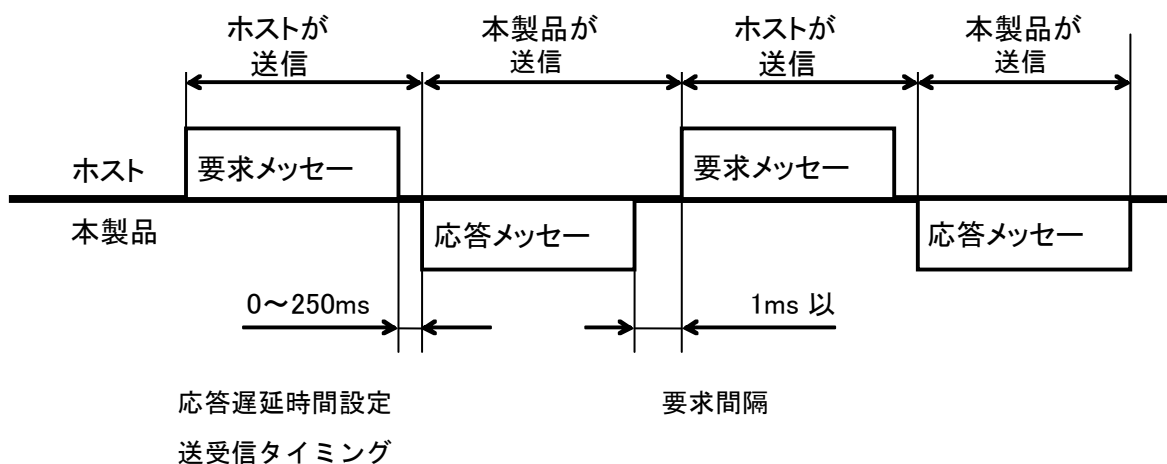 ホストが
送信
本製品が
送信
ホストが
送信
本製品が
送信
ホスト
要求メッセー
要求メッセー
本製品
応答メッセー
応答メッセー
0～250ms
1ms 以
応答遅延時間設定
要求間隔
送受信タイミング